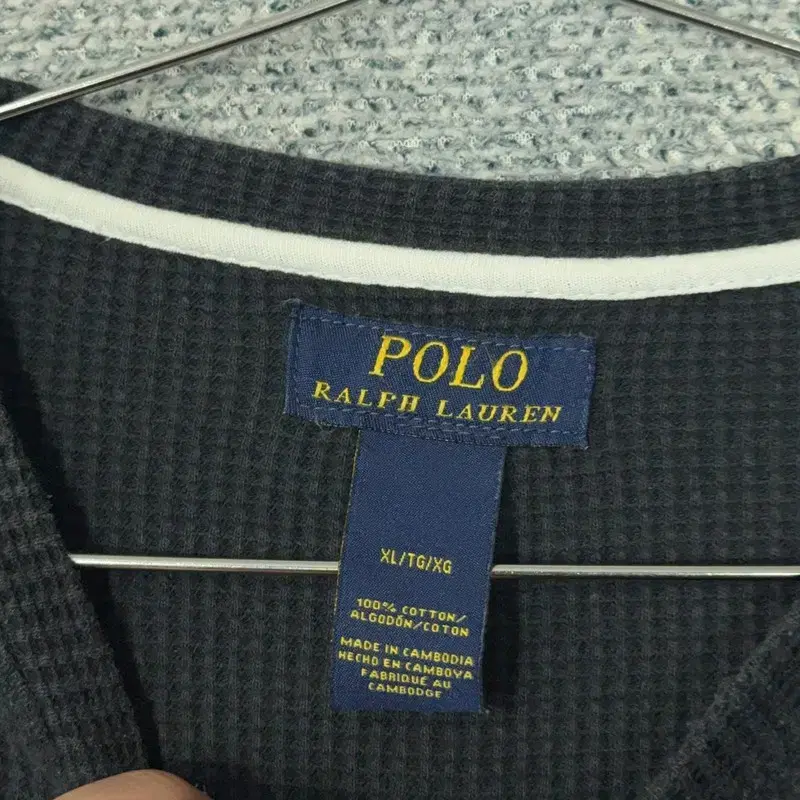 POLO
RALPH LAUREN
XL/TG/XG
100% COTTON/
ALGODÓN/COTON
MADE IN CAMBODIA
HECHO EN CAMBOYA
FABRIQUÉ AU
CAMBODGE